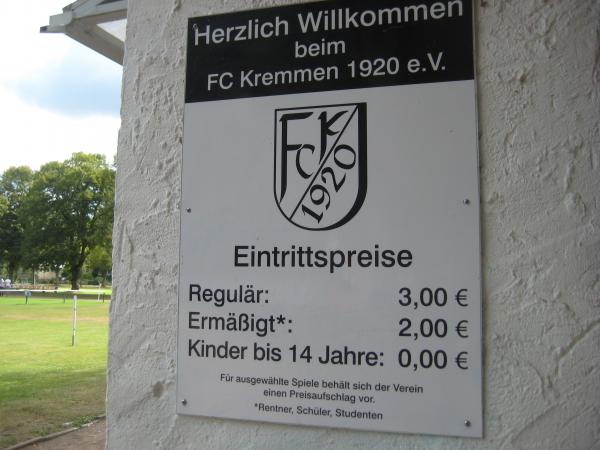 Herzlich Willkommen
beim
FC Kremmen 1920 e.V.
FCK
1920
Eintrittspreise
Regulär: 3,00 €
Ermäßigt*: 2,00 €
Kinder bis 14 Jahre: 0,00 €
Für ausgewählte Spiele behält sich der Verein
einen Preisaufschlag vor.
*Rentner, Schüler, Studenten